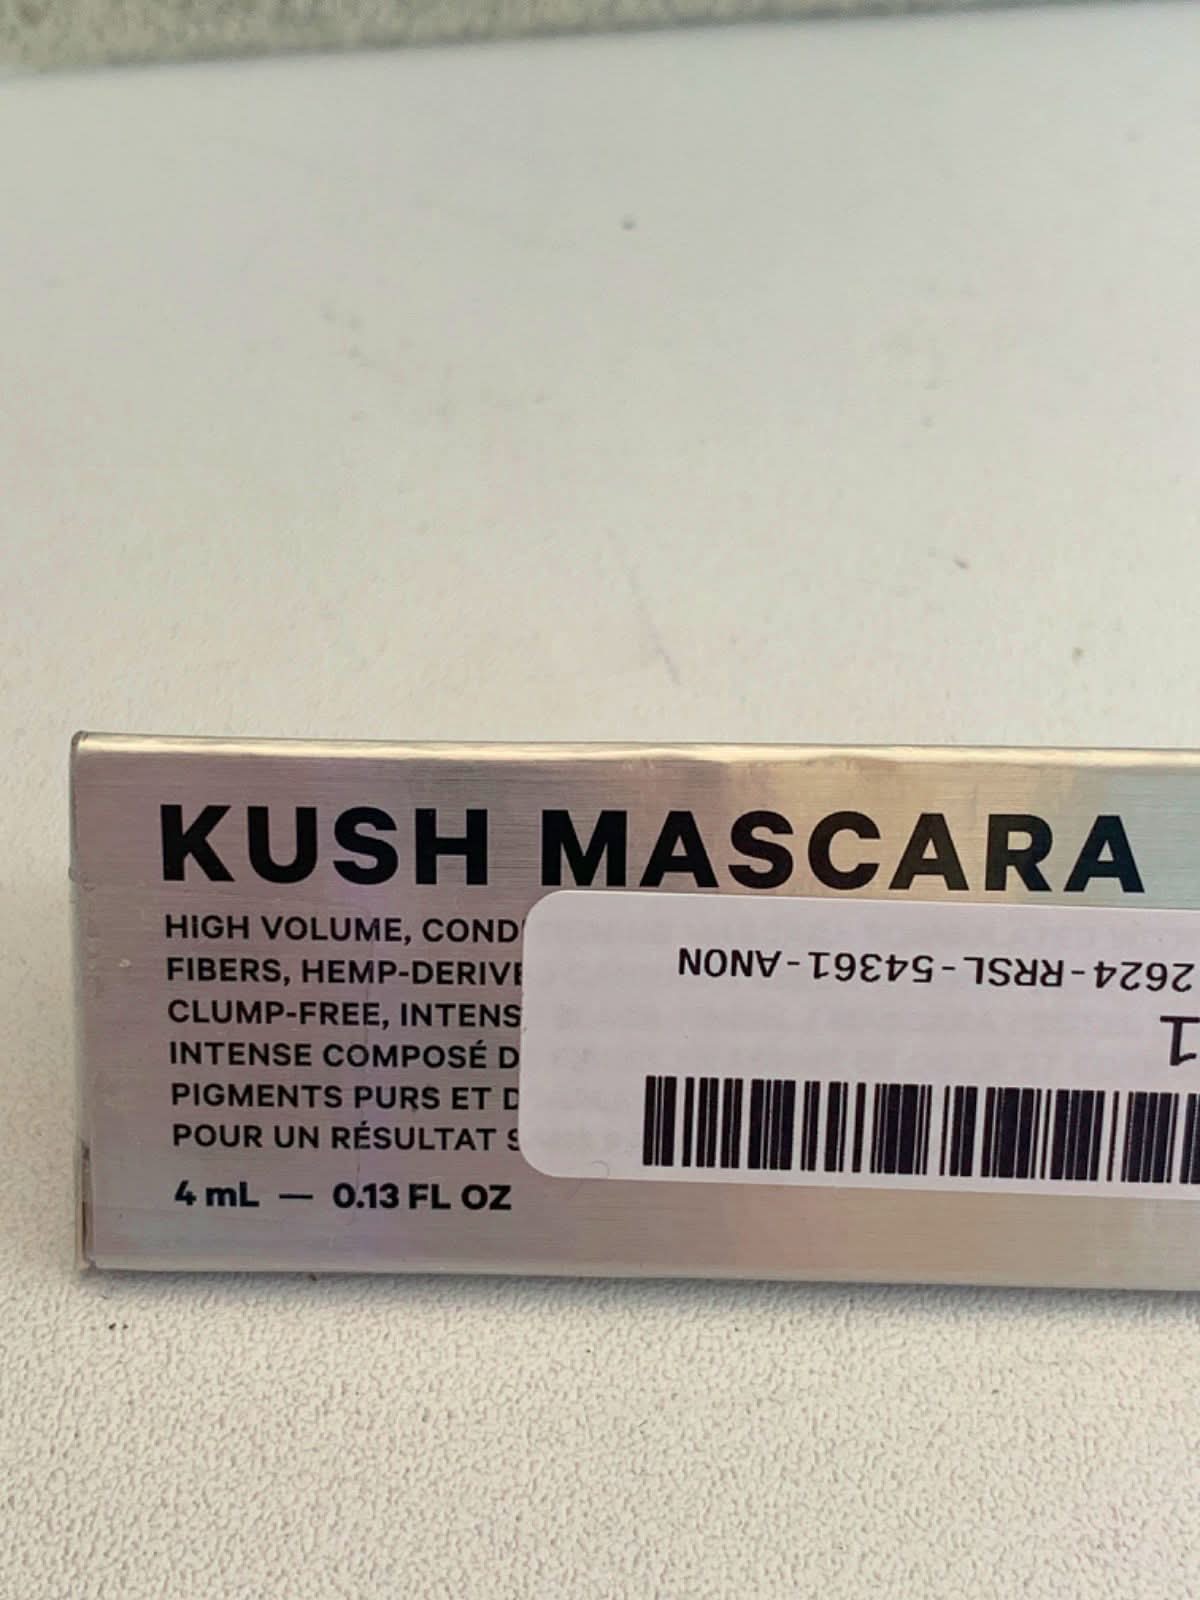 KUSH MASCARA
HIGH VOLUME, COND
FIBERS, HEMP-DERIVE
CLUMP-FREE, INTENS
INTENSE COMPOSÉ D
PIGMENTS PURS ET D
POUR UN RÉSULTAT S
4 mL — 0.13 FL OZ
2624-RRSL-54361-ANON
1